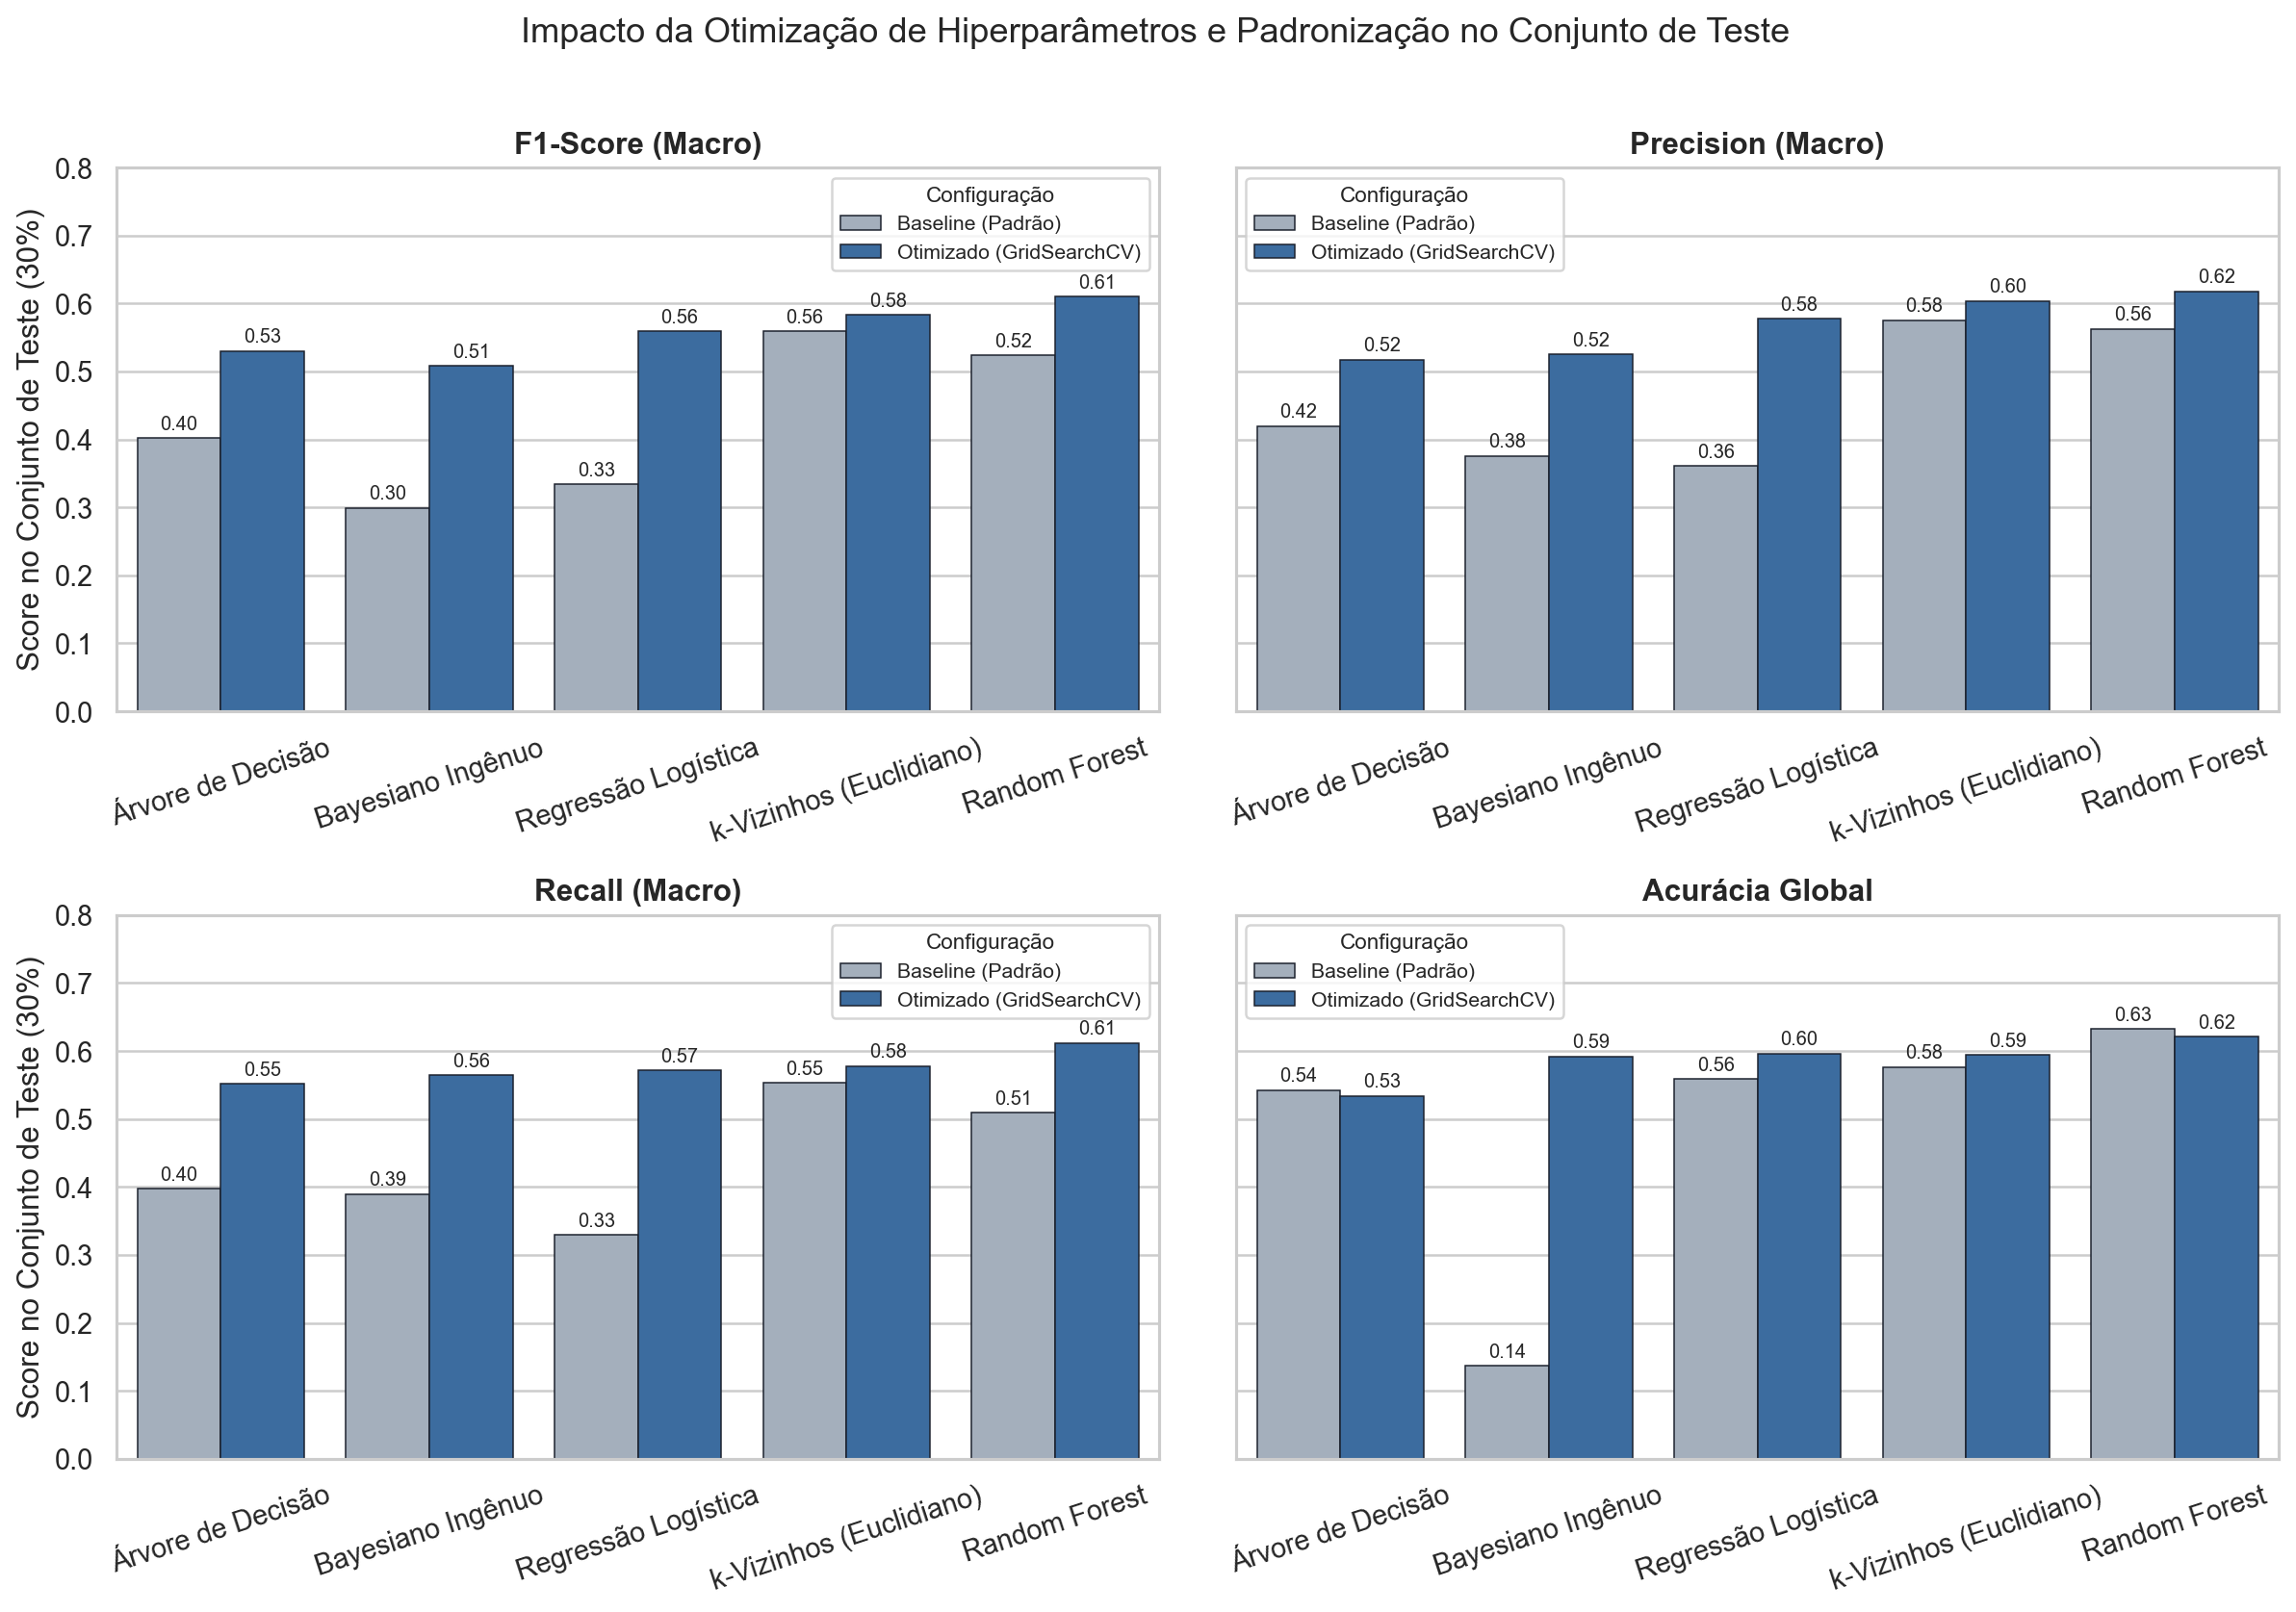 Impacto da Otimização de Hiperparâmetros e Padronização no Conjunto de Teste
F1-Score (Macro)
Score no Conjunto de Teste (30%)
0.8
0.7
0.6
0.5
0.4
0.3
0.2
0.1
0.0
Configuração
Baseline (Padrão)
Otimizado (GridSearchCV)
0.40
0.53
0.30
0.51
0.33
0.56
0.56
0.58
0.52
0.61
Árvore de Decisão
Bayesiano Ingênuo
Regressão Logística
k-Vizinhos (Euclidiano)
Random Forest
Precision (Macro)
Configuração
Baseline (Padrão)
Otimizado (GridSearchCV)
0.42
0.52
0.38
0.52
0.36
0.58
0.58
0.60
0.56
0.62
Árvore de Decisão
Bayesiano Ingênuo
Regressão Logística
k-Vizinhos (Euclidiano)
Random Forest
Recall (Macro)
Score no Conjunto de Teste (30%)
0.8
0.7
0.6
0.5
0.4
0.3
0.2
0.1
0.0
Configuração
Baseline (Padrão)
Otimizado (GridSearchCV)
0.40
0.55
0.39
0.56
0.33
0.57
0.55
0.58
0.51
0.61
Árvore de Decisão
Bayesiano Ingênuo
Regressão Logística
k-Vizinhos (Euclidiano)
Random Forest
Acurácia Global
Configuração
Baseline (Padrão)
Otimizado (GridSearchCV)
0.54
0.53
0.14
0.59
0.56
0.60
0.58
0.59
0.63
0.62
Árvore de Decisão
Bayesiano Ingênuo
Regressão Logística
k-Vizinhos (Euclidiano)
Random Forest